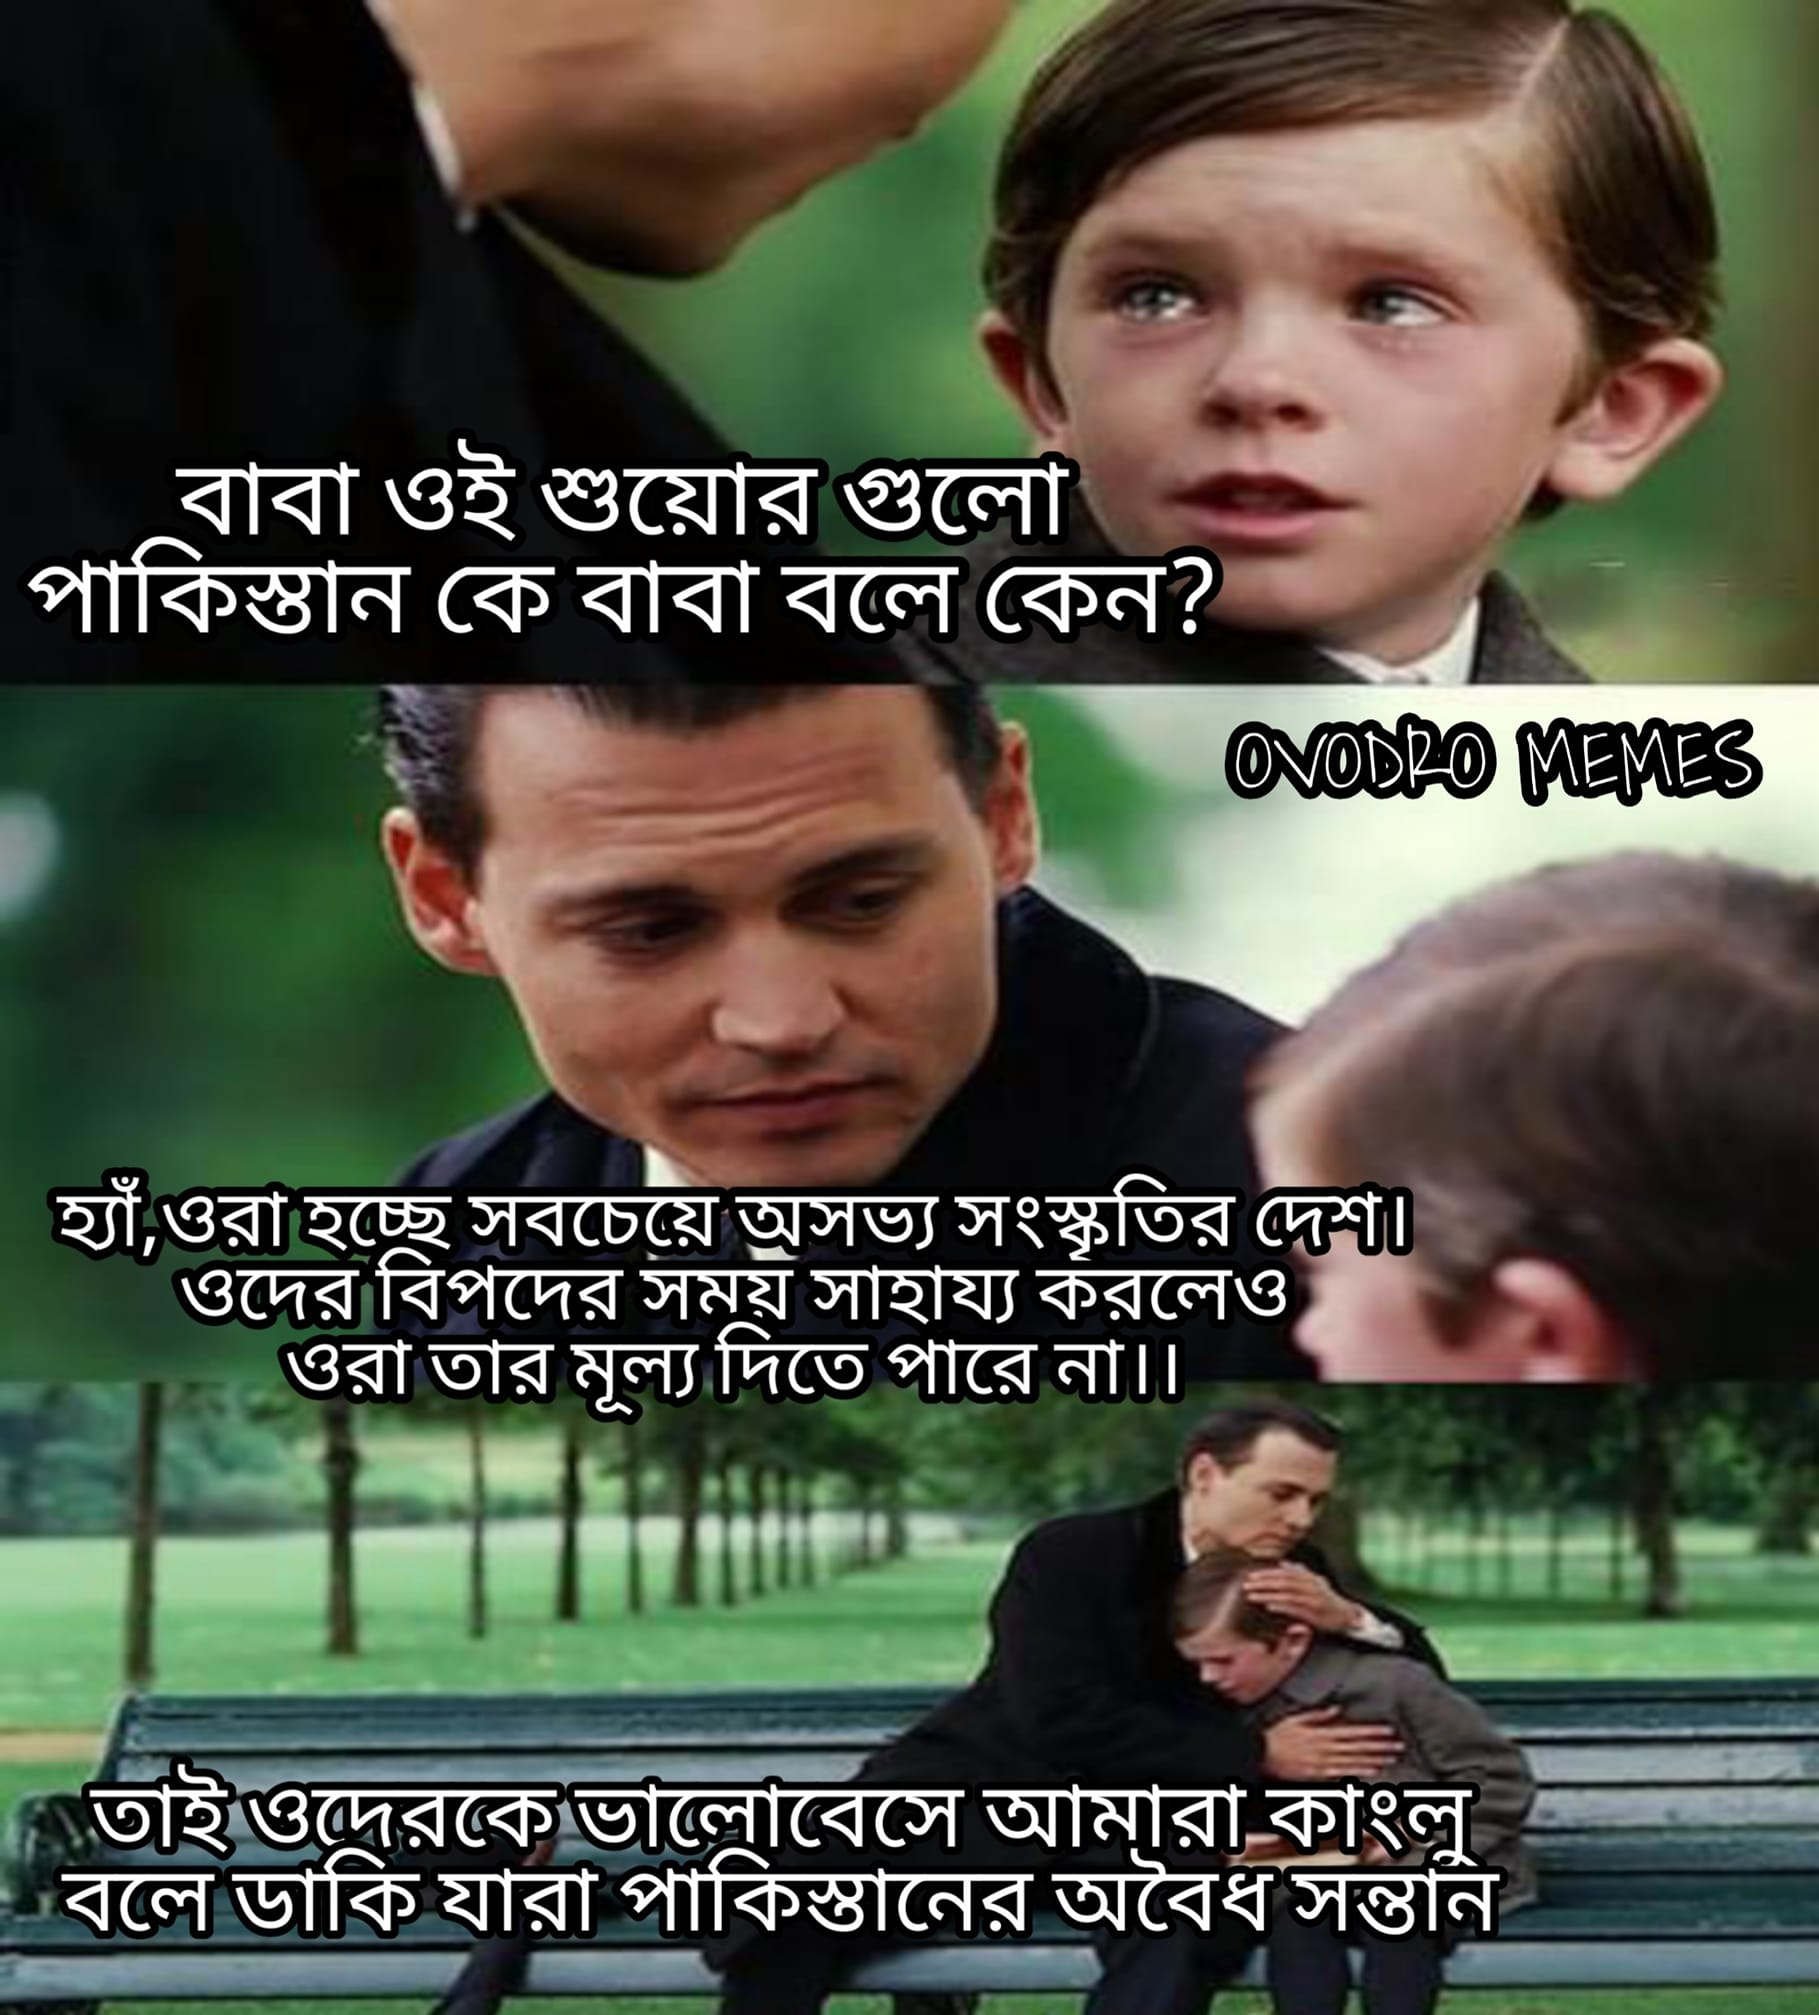 বাবা ওই শুয়োর গুলো
পাকিস্তান কে বাবা বলে কেন?
OVODRO MEMES
হ্যাঁ,ওরা হচ্ছে সবচেয়ে অসভ্য সংস্কৃতির দেশ।
ওদের বিপদের সময় সাহায্য করলেও
ওরা তার মূল্য দিতে পারে না।।
তাই ওদেরকে ভালোবেসে আমারা কাংলু
বলে ডাকি যারা পাকিস্তানের অবৈধ সন্তান